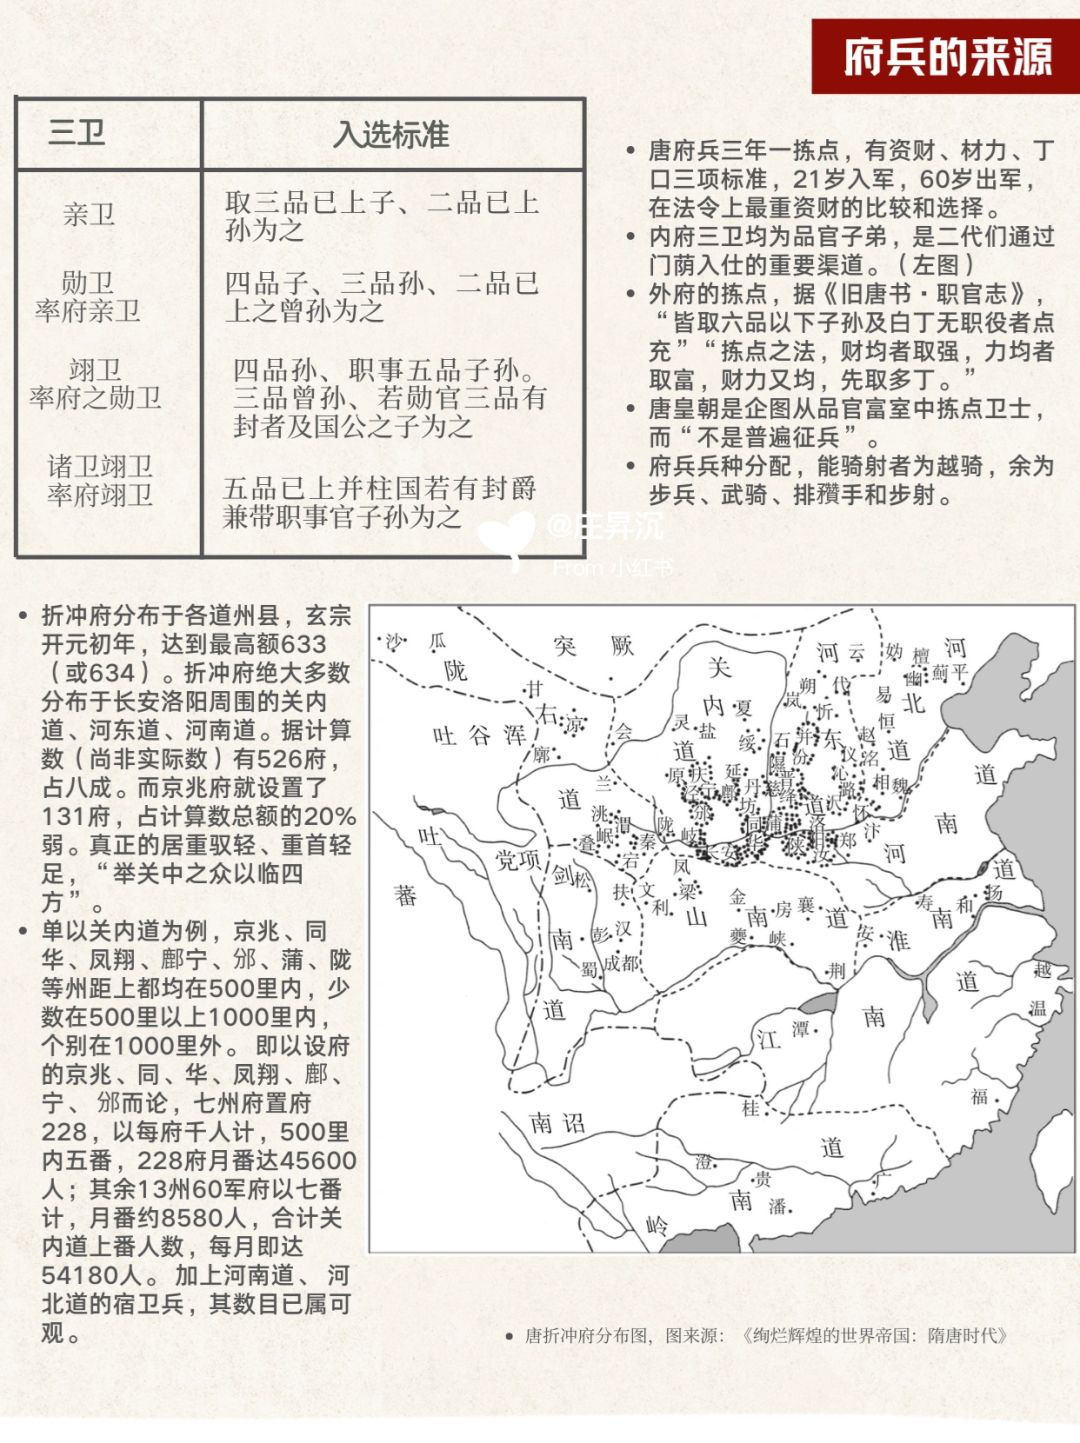 府兵的来源
三卫
入选标准
亲卫
取三品已上子、二品已上
孙为之
勋卫
率府亲卫
四品子、三品孙、二品已
上之曾孙为之
翊卫
率府之勋卫
四品孙、职事五品子孙。
三品曾孙、若勋官三品有
封者及国公之子为之
诸卫翊卫
率府翊卫
五品已上并柱国若有封爵
兼带职事官子孙为之
• 唐府兵三年一拣点，有资财、材力、丁
口三项标准，21岁入军，60岁出军，
在法令上最重资财的比较和选择。
• 内府三卫均为品官子弟，是二代们通过
门荫入仕的重要渠道。（左图）
• 外府的拣点，据《旧唐书·职官志》，
“皆取六品以下子孙及白丁无职役者点
充”“拣点之法，财均者取强，力均者
取富，财力又均，先取多丁。”
• 唐皇朝是企图从品官富室中拣点卫士，
而“不是普遍征兵”。
• 府兵兵种分配，能骑射者为越骑，余为
步兵、武骑、排穳手和步射。
@庄昇沉
From 小红书
• 折冲府分布于各道州县，玄宗
开元初年，达到最高额633
（或634）。折冲府绝大多数
分布于长安洛阳周围的关内
道、河东道、河南道。据计算
数（尚非实际数）有526府，
占八成。而京兆府就设置了
131府，占计算数总额的20%
弱。真正的居重驭轻、重首轻
足，“举关中之众以临四
方”。
• 单以关内道为例，京兆、同
华、凤翔、鄜宁、邠、蒲、陇
等州距上都均在500里内，少
数在500里以上1000里内，
个别在1000里外。即以设府
的京兆、同、华、凤翔、鄜、
宁、邠而论，七州府置府
228，以每府千人计，500里
内五番，228府月番达45600
人；其余13州60军府以七番
计，月番约8580人，合计关
内道上番人数，每月即达
54180人。加上河南道、河
北道的宿卫兵，其数目已属可
观。
沙
瓜
陇
突
厥
甘
右
凉
吐谷浑
廓
会
关
内
道
夏
灵
盐
绥
河
云
妫
檀
河
朔
代
岚
忻
幽
蓟
平
易
北
恒
石
并
东
赵
道
汾
仪
洺
隰
沁
相
魏
晋
潞
慈
绛
道
泽
怀
原
庆
延
泾
宁
鄜
丹
邠
坊
同
蒲
洛
陕
汝
郑
汴
河
南
道
兰
道
洮
渭
岷
叠
秦
宕
陇
岐
长安
华
凤
吐
蕃
党项
剑
松
扶
文
利
梁
山
金
南
房
襄
道
夔
峡
荆
安
淮
寿
南
和
道
扬
南
彭
汉
蜀
成都
道
江
潭
南
道
越
温
福
南诏
桂
道
澄
贵
南
潘
广
岭
• 唐折冲府分布图，图来源：《绚烂辉煌的世界帝国：隋唐时代》